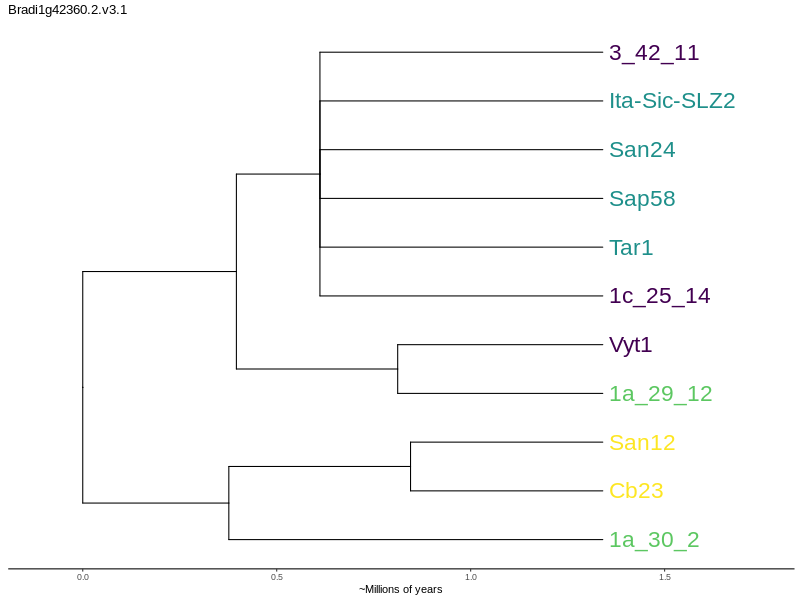 Bradi1g42360.2.v3.1
3_42_11
Ita-Sic-SLZ2
San24
Sap58
Tar1
1c_25_14
Vyt1
1a_29_12
San12
Cb23
1a_30_2
0.0 0.5 1.0 1.5
~Millions of years